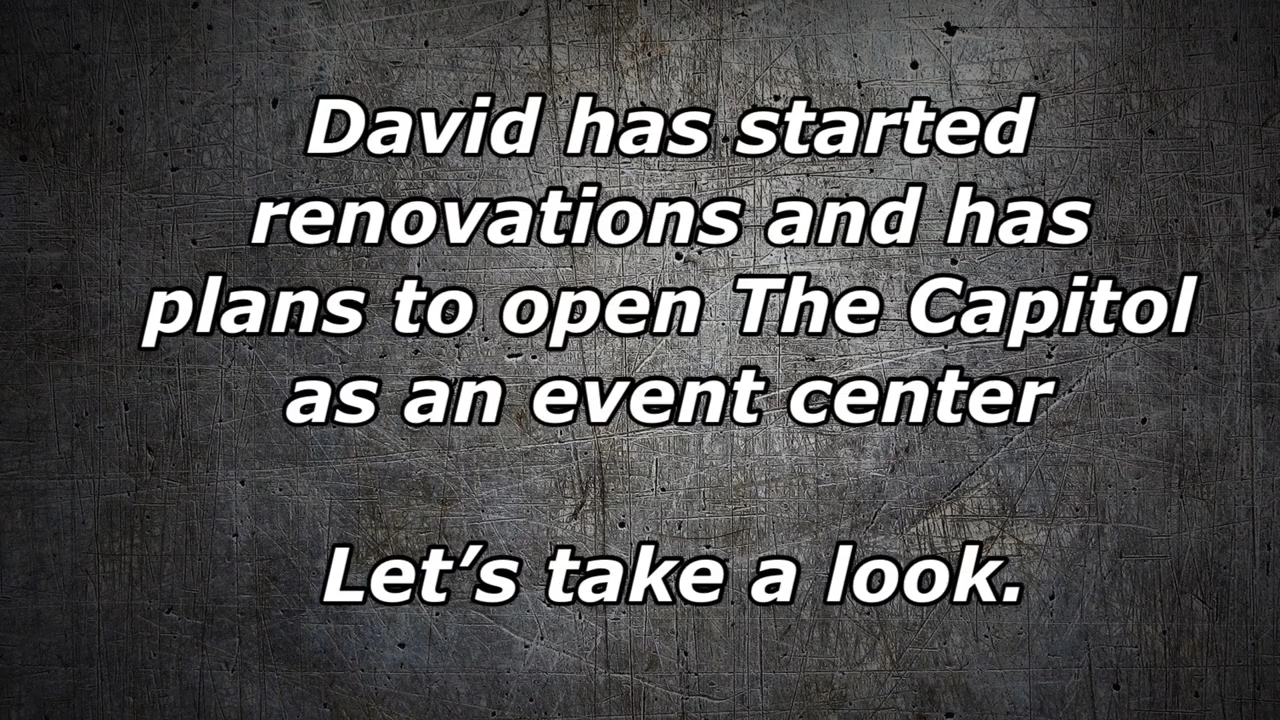 David has started
renovations and has
plans to open The Capitol
as an event center
Let’s take a look.